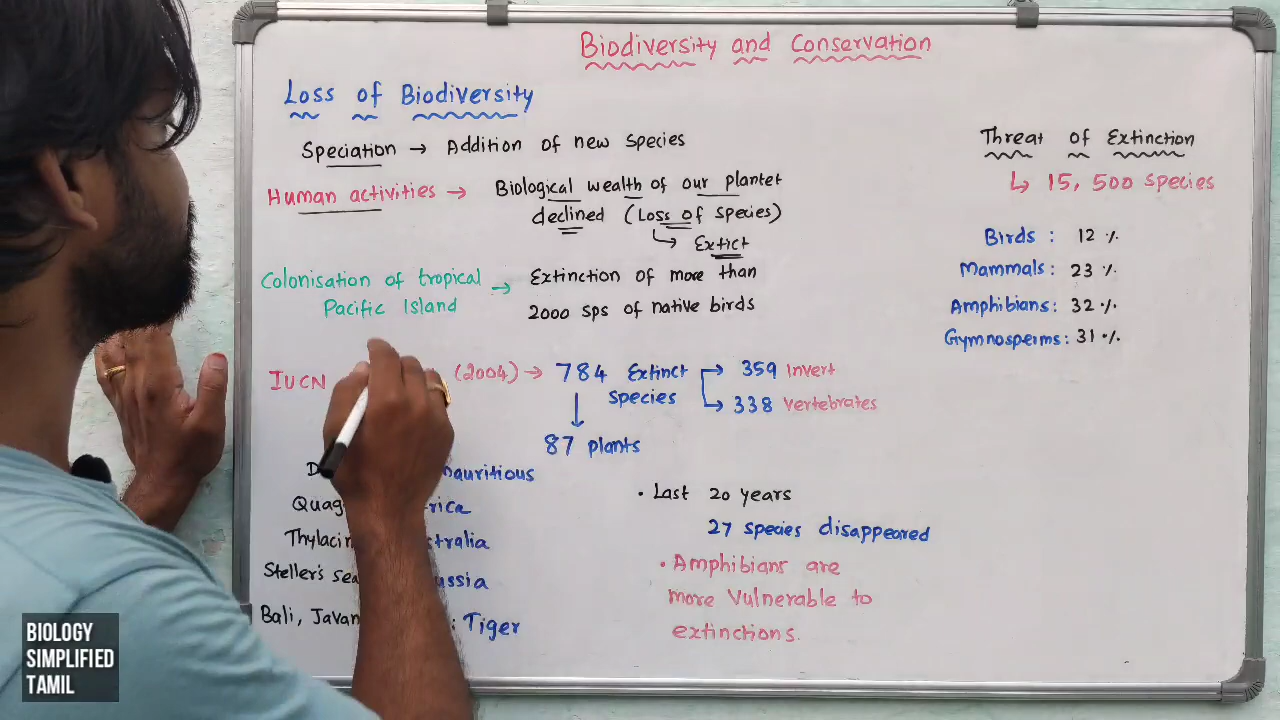 Biodiversity and Conservation
Loss of Biodiversity
Speciation → Addition of new species
Human activities → Biological wealth of our plantet
declined (Loss of species)
↳ Extict
Colonisation of tropical
Pacific Island → Extinction of more than
2000 sps of native birds
IUCN (2004) → 784 Extinct
species
359 Invert
338 Vertebrates
↓
87 plants
mauritious
Quag rica
Thylacin stralia
Steller's sea ussia
Bali, Javan : Tiger
• Last 20 years
27 species disappeared
• Amphibians are
more Vulnerable to
extinctions.
Threat of Extinction
↳ 15, 500 species
Birds : 12 %
Mammals : 23 %
Amphibians : 32 %
Gymnosperms : 31 %
BIOLOGY
SIMPLIFIED
TAMIL